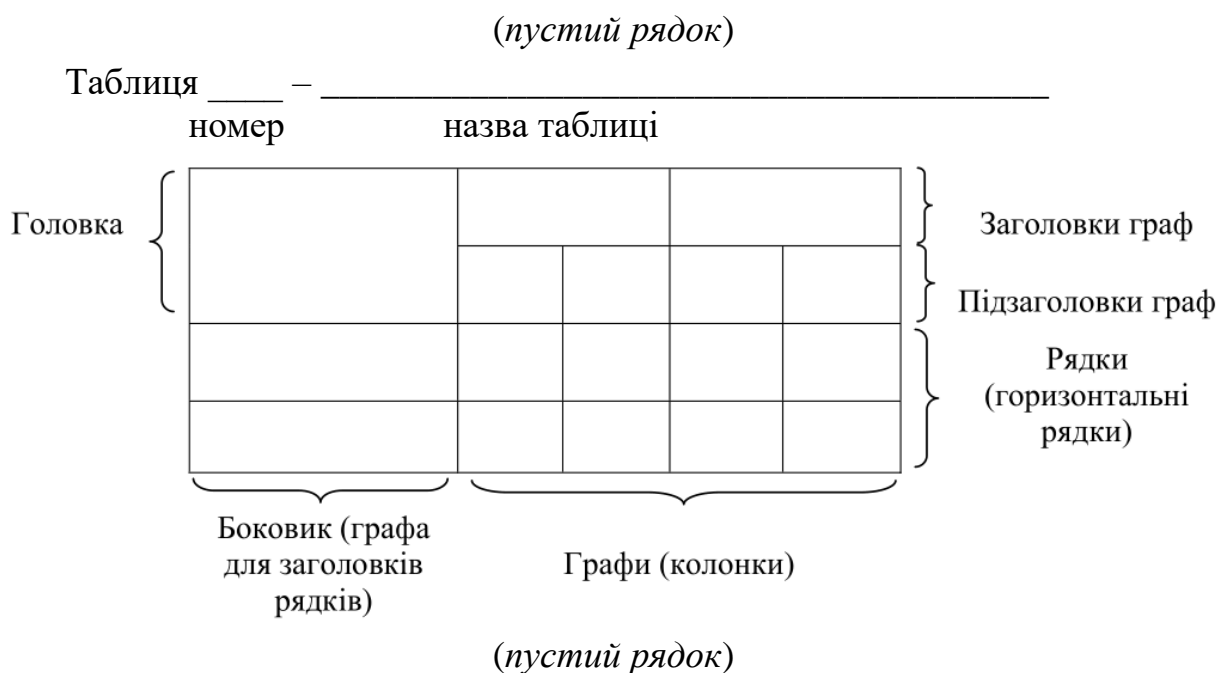 (пустий рядок)
Таблиця ____ – _______________________________________
номер назва таблиці
Головка
Заголовки граф
Підзаголовки граф
Рядки
(горизонтальні
рядки)
Боковик (графа
для заголовків
рядків)
Графи (колонки)
(пустий рядок)